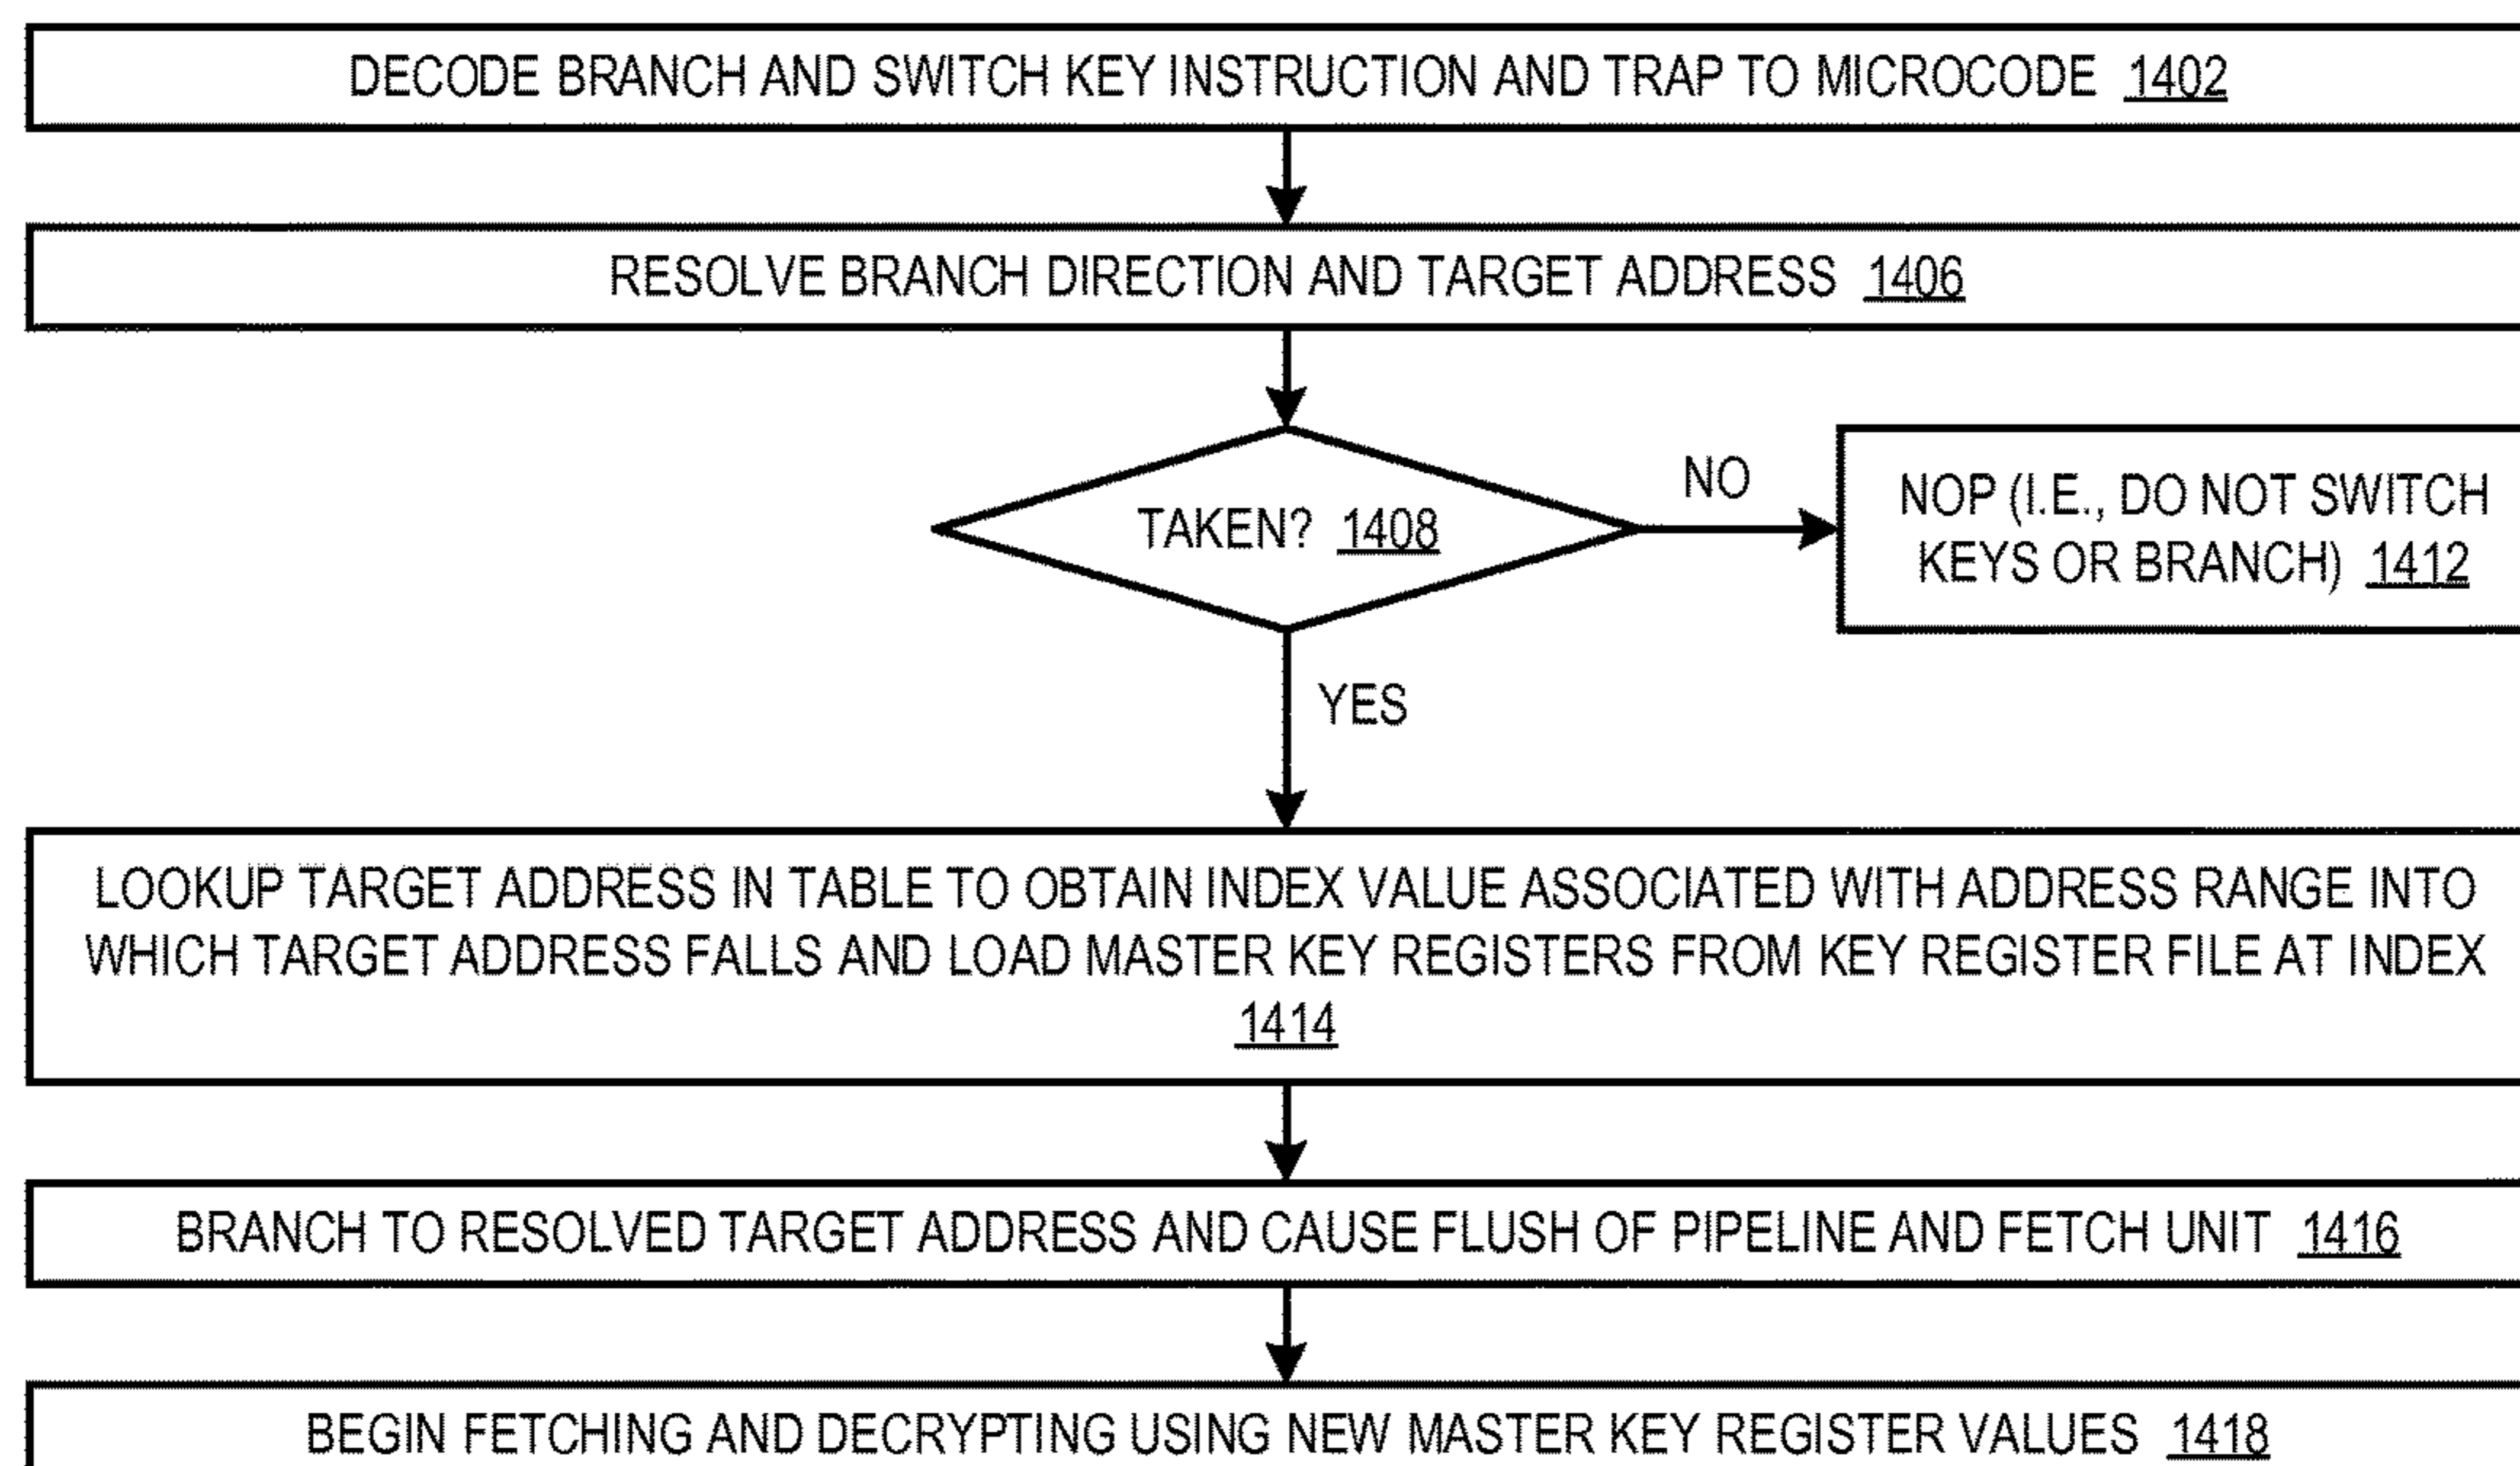 DECODE BRANCH AND SWITCH KEY INSTRUCTION AND TRAP TO MICROCODE 1402
RESOLVE BRANCH DIRECTION AND TARGET ADDRESS 1406
TAKEN? 1408
NO
NOP (I.E., DO NOT SWITCH
KEYS OR BRANCH) 1412
YES
LOOKUP TARGET ADDRESS IN TABLE TO OBTAIN INDEX VALUE ASSOCIATED WITH ADDRESS RANGE INTO
WHICH TARGET ADDRESS FALLS AND LOAD MASTER KEY REGISTERS FROM KEY REGISTER FILE AT INDEX
1414
BRANCH TO RESOLVED TARGET ADDRESS AND CAUSE FLUSH OF PIPELINE AND FETCH UNIT 1416
BEGIN FETCHING AND DECRYPTING USING NEW MASTER KEY REGISTER VALUES 1418